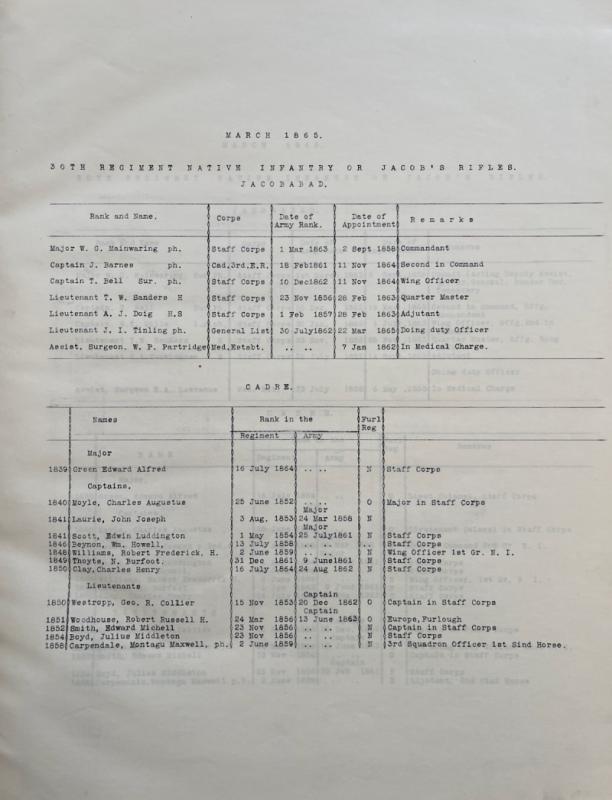 MARCH 1865.
30TH REGIMENT NATIVE INFANTRY OR JACOB'S RIFLES.
JACOBABAD.
Rank and Name. Corps Date of Army Rank. Date of Appointment Remarks
Major W. G. Mainwaring ph. Staff Corps 1 Mar 1863 2 Sept 1858 Commandant
Captain J. Barnes ph. Cad.3rd.E.R. 18 Feb1861 11 Nov 1864 Second in Command
Captain T. Bell Sur. ph. Staff Corps 10 Dec1862 11 Nov 1864 Wing Officer
Lieutenant T. W. Sanders H Staff Corps 23 Nov 1856 28 Feb 1863 Quarter Master
Lieutenant A. J. Doig H.S Staff Corps 1 Feb 1857 28 Feb 1863 Adjutant
Lieutenant J. I. Tinling ph. General List 30 July1862 22 Mar 1865 Doing duty Officer
Assist. Surgeon. W. P. Partridge Med.Estabt. .. .. 7 Jan 1862 In Medical Charge.
CADRE.
Names Rank in the Furl Reg
Regiment Army
Major
1839 Green Edward Alfred 16 July 1864 .. .. N Staff Corps
Captains,
1840 Moyle, Charles Augustus 25 June 1852 .. .. O Major in Staff Corps
Major
1841 Laurie, John Joseph 3 Aug, 1853 24 Mar 1858 N
Major
1841 Scott, Edwin Luddington 1 May 1854 25 July1861 N Staff Corps
1846 Beynon, Wm. Howell, 13 July 1858 .. .. .. Staff Corps
1848 Williams, Robert Frederick, H. 2 June 1859 .. .. N Wing Officer 1st Gr. N. I.
1849 Thoyts, N. Burfoot. 31 Dec 1861 9 June1861 N Staff Corps
1850 Clay,Charles Henry 16 July 1864 24 Aug 1862 N Staff Corps
Lieutenants
Captain
1850 Westropp, Geo. R. Collier 15 Nov 1853 20 Dec 1862 O Captain in Staff Corps
Captain
1851 Woodhouse, Robert Russell H. 24 Mar 1856 13 June 1863 O Europe,Furlough
1852 Smith, Edward Michell 23 Nov 1856 .. .. N Captain in Staff Corps
1854 Boyd, Julius Middleton 23 Nov 1856 .. .. N Staff Corps
1858 Carpendale, Montagu Maxwell, ph. 2 June 1859 .. .. N 3rd Squadron Officer 1st Sind Horse.